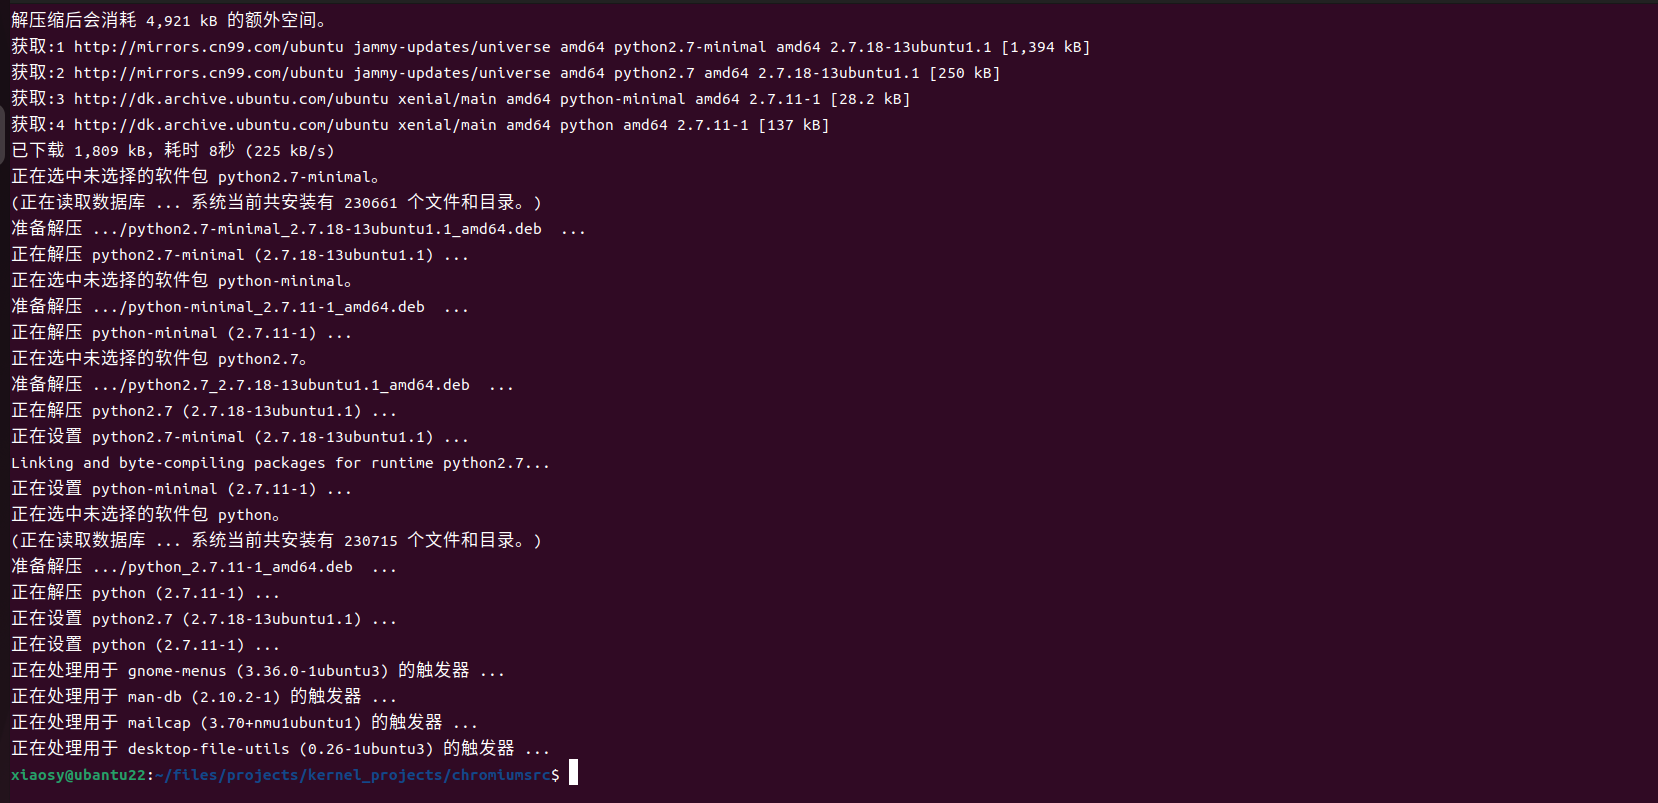 解压缩后会消耗 4,921 kB 的额外空间。
获取:1 http://mirrors.cn99.com/ubuntu jammy-updates/universe amd64 python2.7-minimal amd64 2.7.18-13ubuntu1.1 [1,394 kB]
获取:2 http://mirrors.cn99.com/ubuntu jammy-updates/universe amd64 python2.7 amd64 2.7.18-13ubuntu1.1 [250 kB]
获取:3 http://dk.archive.ubuntu.com/ubuntu xenial/main amd64 python-minimal amd64 2.7.11-1 [28.2 kB]
获取:4 http://dk.archive.ubuntu.com/ubuntu xenial/main amd64 python amd64 2.7.11-1 [137 kB]
已下载 1,809 kB，耗时 8秒 (225 kB/s)
正在选中未选择的软件包 python2.7-minimal。
(正在读取数据库 ... 系统当前共安装有 230661 个文件和目录。)
准备解压 .../python2.7-minimal_2.7.18-13ubuntu1.1_amd64.deb  ...
正在解压 python2.7-minimal (2.7.18-13ubuntu1.1) ...
正在选中未选择的软件包 python-minimal。
准备解压 .../python-minimal_2.7.11-1_amd64.deb  ...
正在解压 python-minimal (2.7.11-1) ...
正在选中未选择的软件包 python2.7。
准备解压 .../python2.7_2.7.18-13ubuntu1.1_amd64.deb  ...
正在解压 python2.7 (2.7.18-13ubuntu1.1) ...
正在设置 python2.7-minimal (2.7.18-13ubuntu1.1) ...
Linking and byte-compiling packages for runtime python2.7...
正在设置 python-minimal (2.7.11-1) ...
正在选中未选择的软件包 python。
(正在读取数据库 ... 系统当前共安装有 230715 个文件和目录。)
准备解压 .../python_2.7.11-1_amd64.deb  ...
正在解压 python (2.7.11-1) ...
正在设置 python2.7 (2.7.18-13ubuntu1.1) ...
正在设置 python (2.7.11-1) ...
正在处理用于 gnome-menus (3.36.0-1ubuntu3) 的触发器 ...
正在处理用于 man-db (2.10.2-1) 的触发器 ...
正在处理用于 mailcap (3.70+nmu1ubuntu1) 的触发器 ...
正在处理用于 desktop-file-utils (0.26-1ubuntu3) 的触发器 ...
xiaosy@ubantu22:~/files/projects/kernel_projects/chromiumsrc$